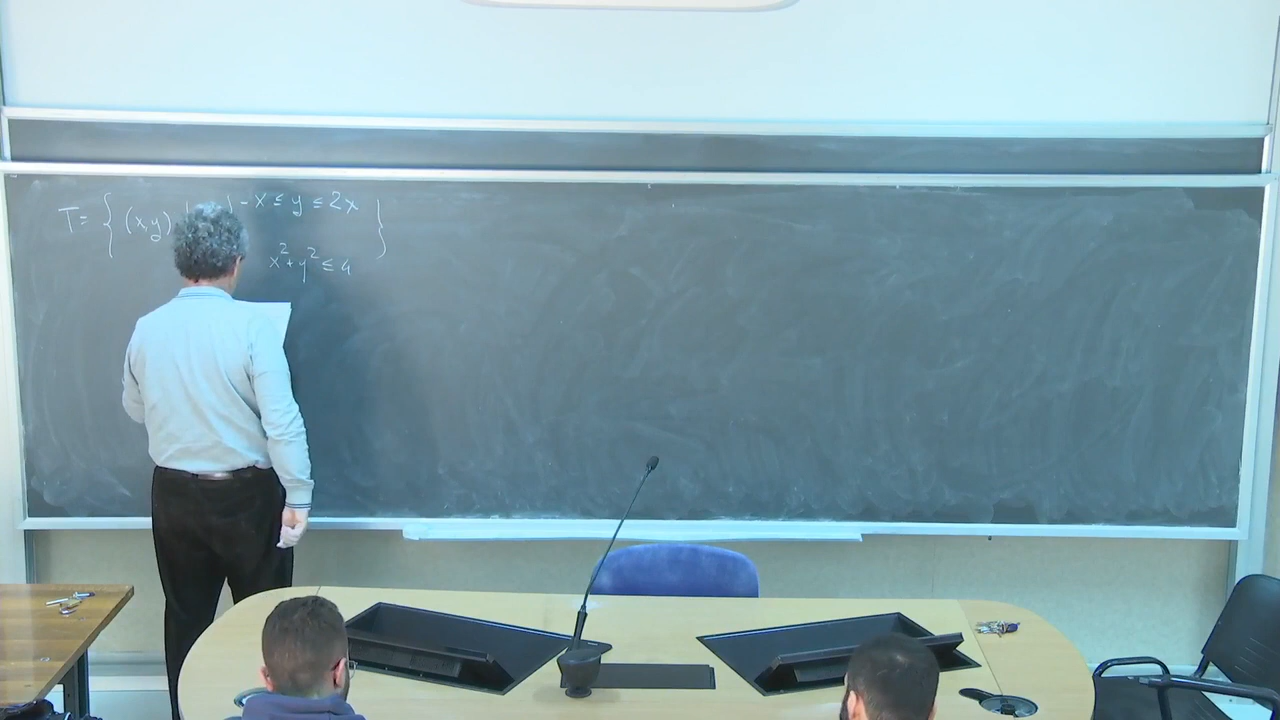 T = { (x,y) | -x ≤ y ≤ 2x }
x² + y² ≤ 4